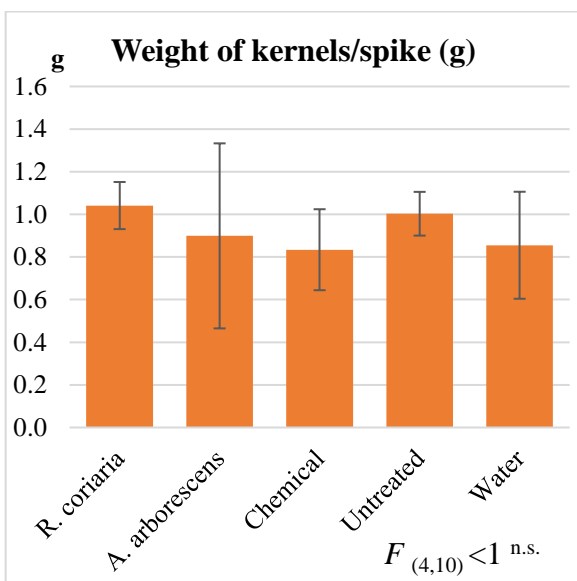 Weight of kernels/spike (g)
g
1.6
1.4
1.2
1.0
0.8
0.6
0.4
0.2
0.0
R. coriaria
A. arborescens
Chemical
Untreated
Water
F (4,10) <1 n.s.